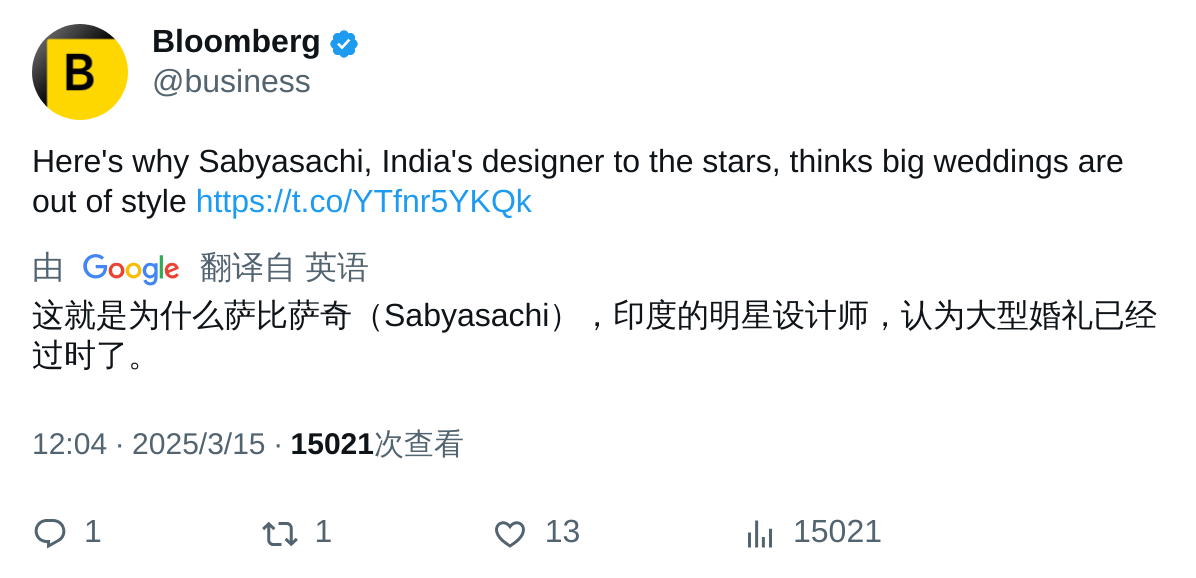 B
Bloomberg
@business
Here's why Sabyasachi, India's designer to the stars, thinks big weddings are
out of style https://t.co/YTfnr5YKQk
由 Google 翻译自 英语
这就是为什么萨比萨奇（Sabyasachi），印度的明星设计师，认为大型婚礼已经
过时了。
12:04 · 2025/3/15 · 15021次查看
1 1 13 15021